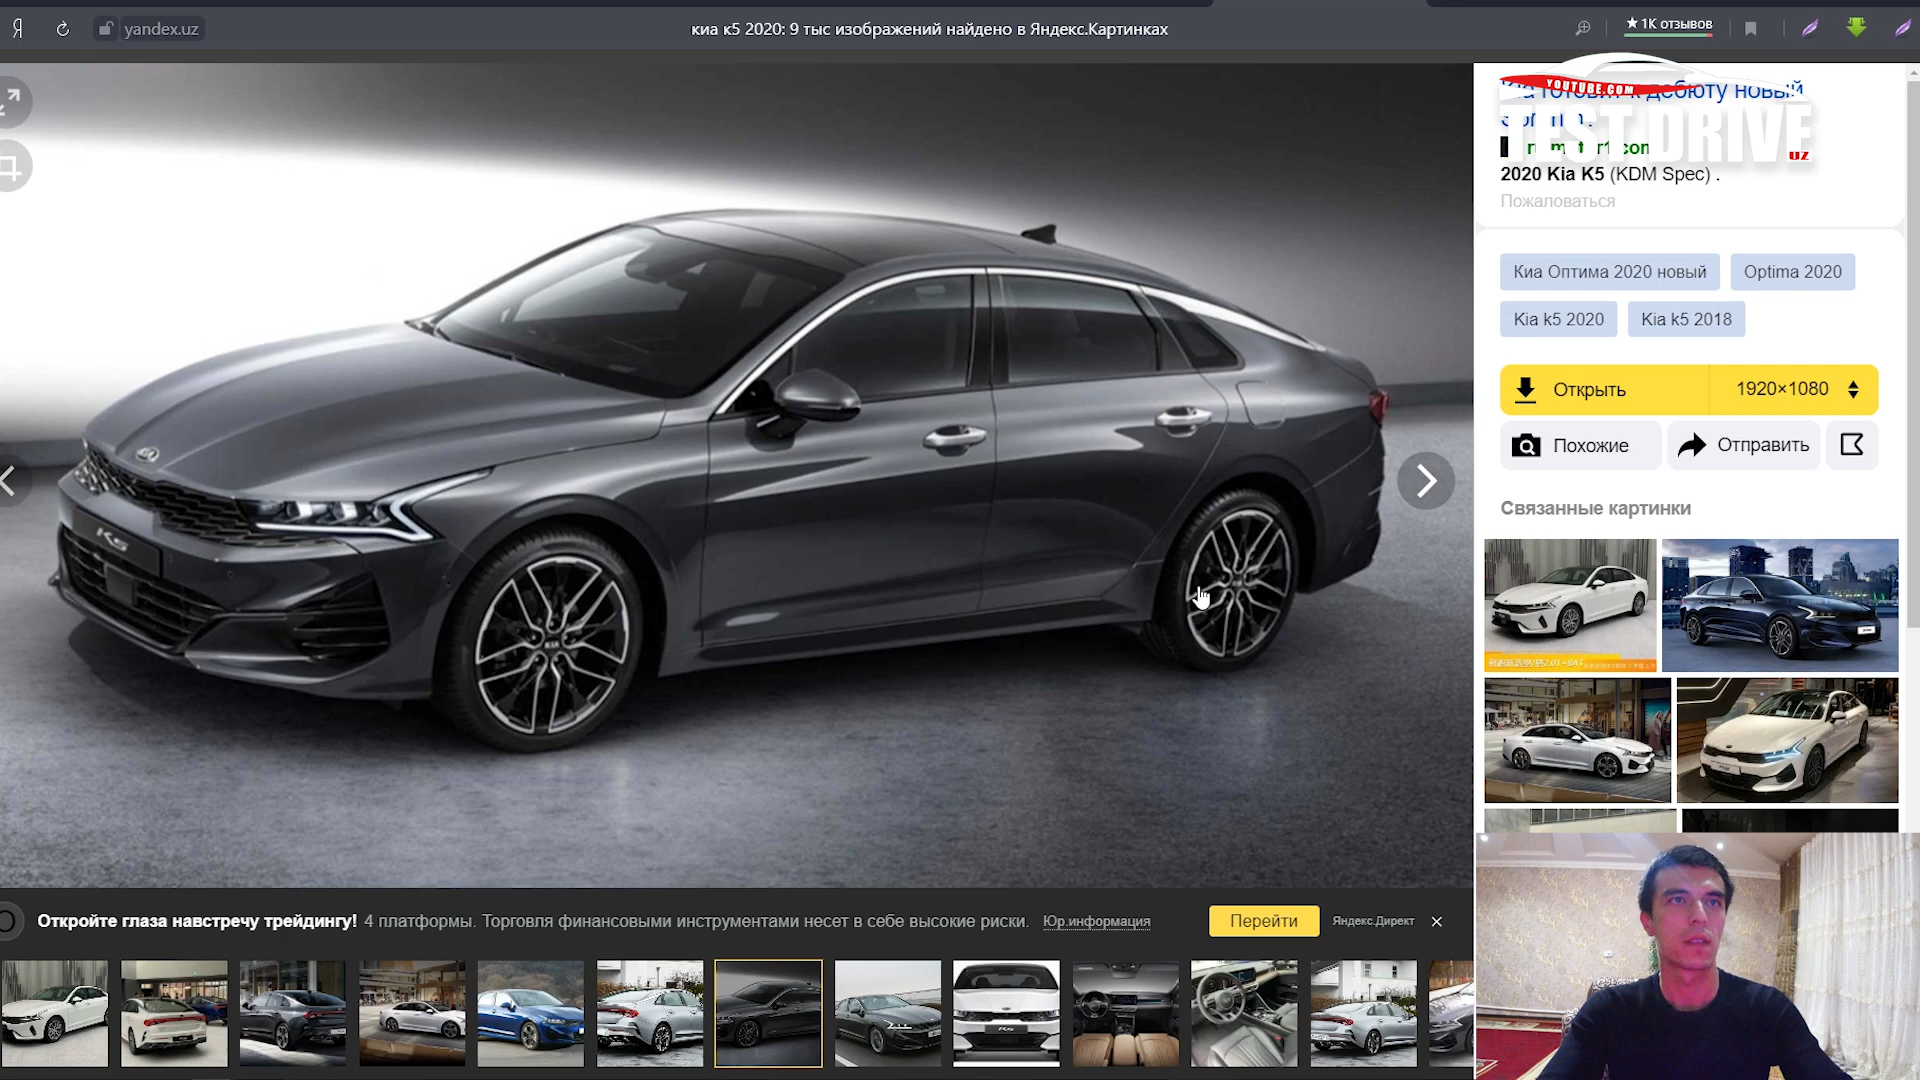 Я
yandex.uz
киа к5 2020: 9 тыс изображений найдено в Яндекс.Картинках
★ 1К отзывов
YOUTUBE.COM
TEST DRIVE
UZ
дебюту новый
2020 Kia K5 (KDM Spec) .
Пожаловаться
Киа Оптима 2020 новый
Optima 2020
Kia k5 2020
Kia k5 2018
Открыть
1920×1080
Похожие
Отправить
Связанные картинки
K5
Откройте глаза навстречу трейдингу! 4 платформы. Торговля финансовыми инструментами несет в себе высокие риски. Юр.информация
Перейти
Яндекс.Директ